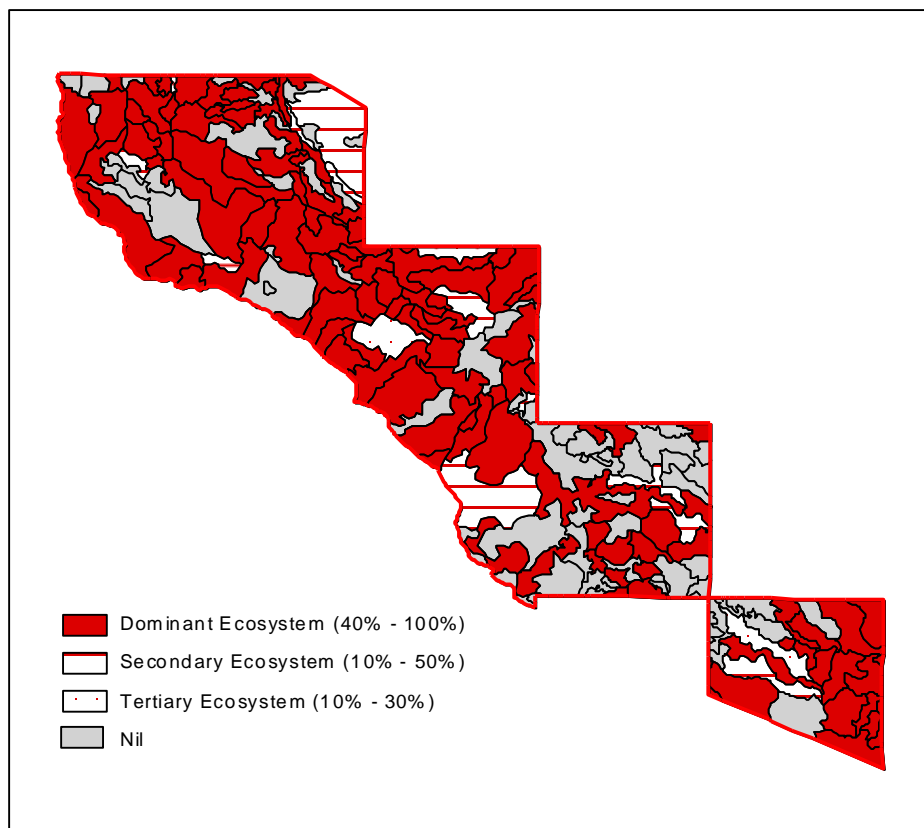 Dominant Ecosystem (40% - 100%)
Secondary Ecosystem (10% - 50%)
Tertiary Ecosystem (10% - 30%)
Nil